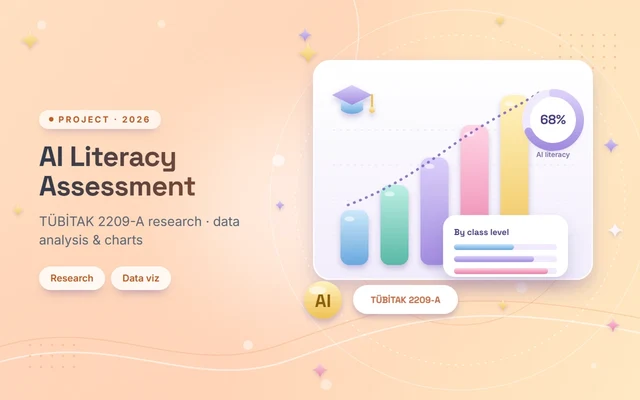 PROJECT · 2026
AI Literacy
Assessment
TÜBİTAK 2209-A research · data
analysis & charts
Research
Data viz
68%
AI literacy
By class level
AI
TÜBİTAK 2209-A